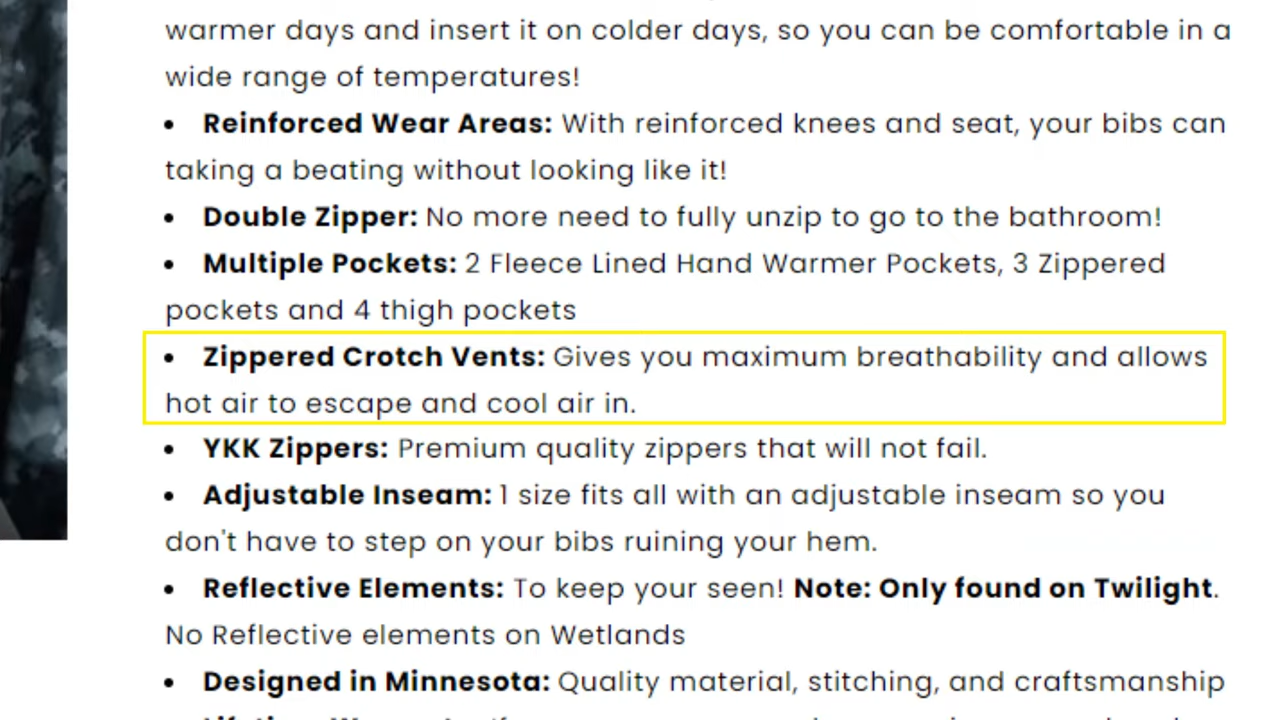 warmer days and insert it on colder days, so you can be comfortable in a
wide range of temperatures!
• Reinforced Wear Areas: With reinforced knees and seat, your bibs can
taking a beating without looking like it!
• Double Zipper: No more need to fully unzip to go to the bathroom!
• Multiple Pockets: 2 Fleece Lined Hand Warmer Pockets, 3 Zippered
pockets and 4 thigh pockets
• Zippered Crotch Vents: Gives you maximum breathability and allows
hot air to escape and cool air in.
• YKK Zippers: Premium quality zippers that will not fail.
• Adjustable Inseam: 1 size fits all with an adjustable inseam so you
don't have to step on your bibs ruining your hem.
• Reflective Elements: To keep your seen! Note: Only found on Twilight.
No Reflective elements on Wetlands
• Designed in Minnesota: Quality material, stitching, and craftsmanship